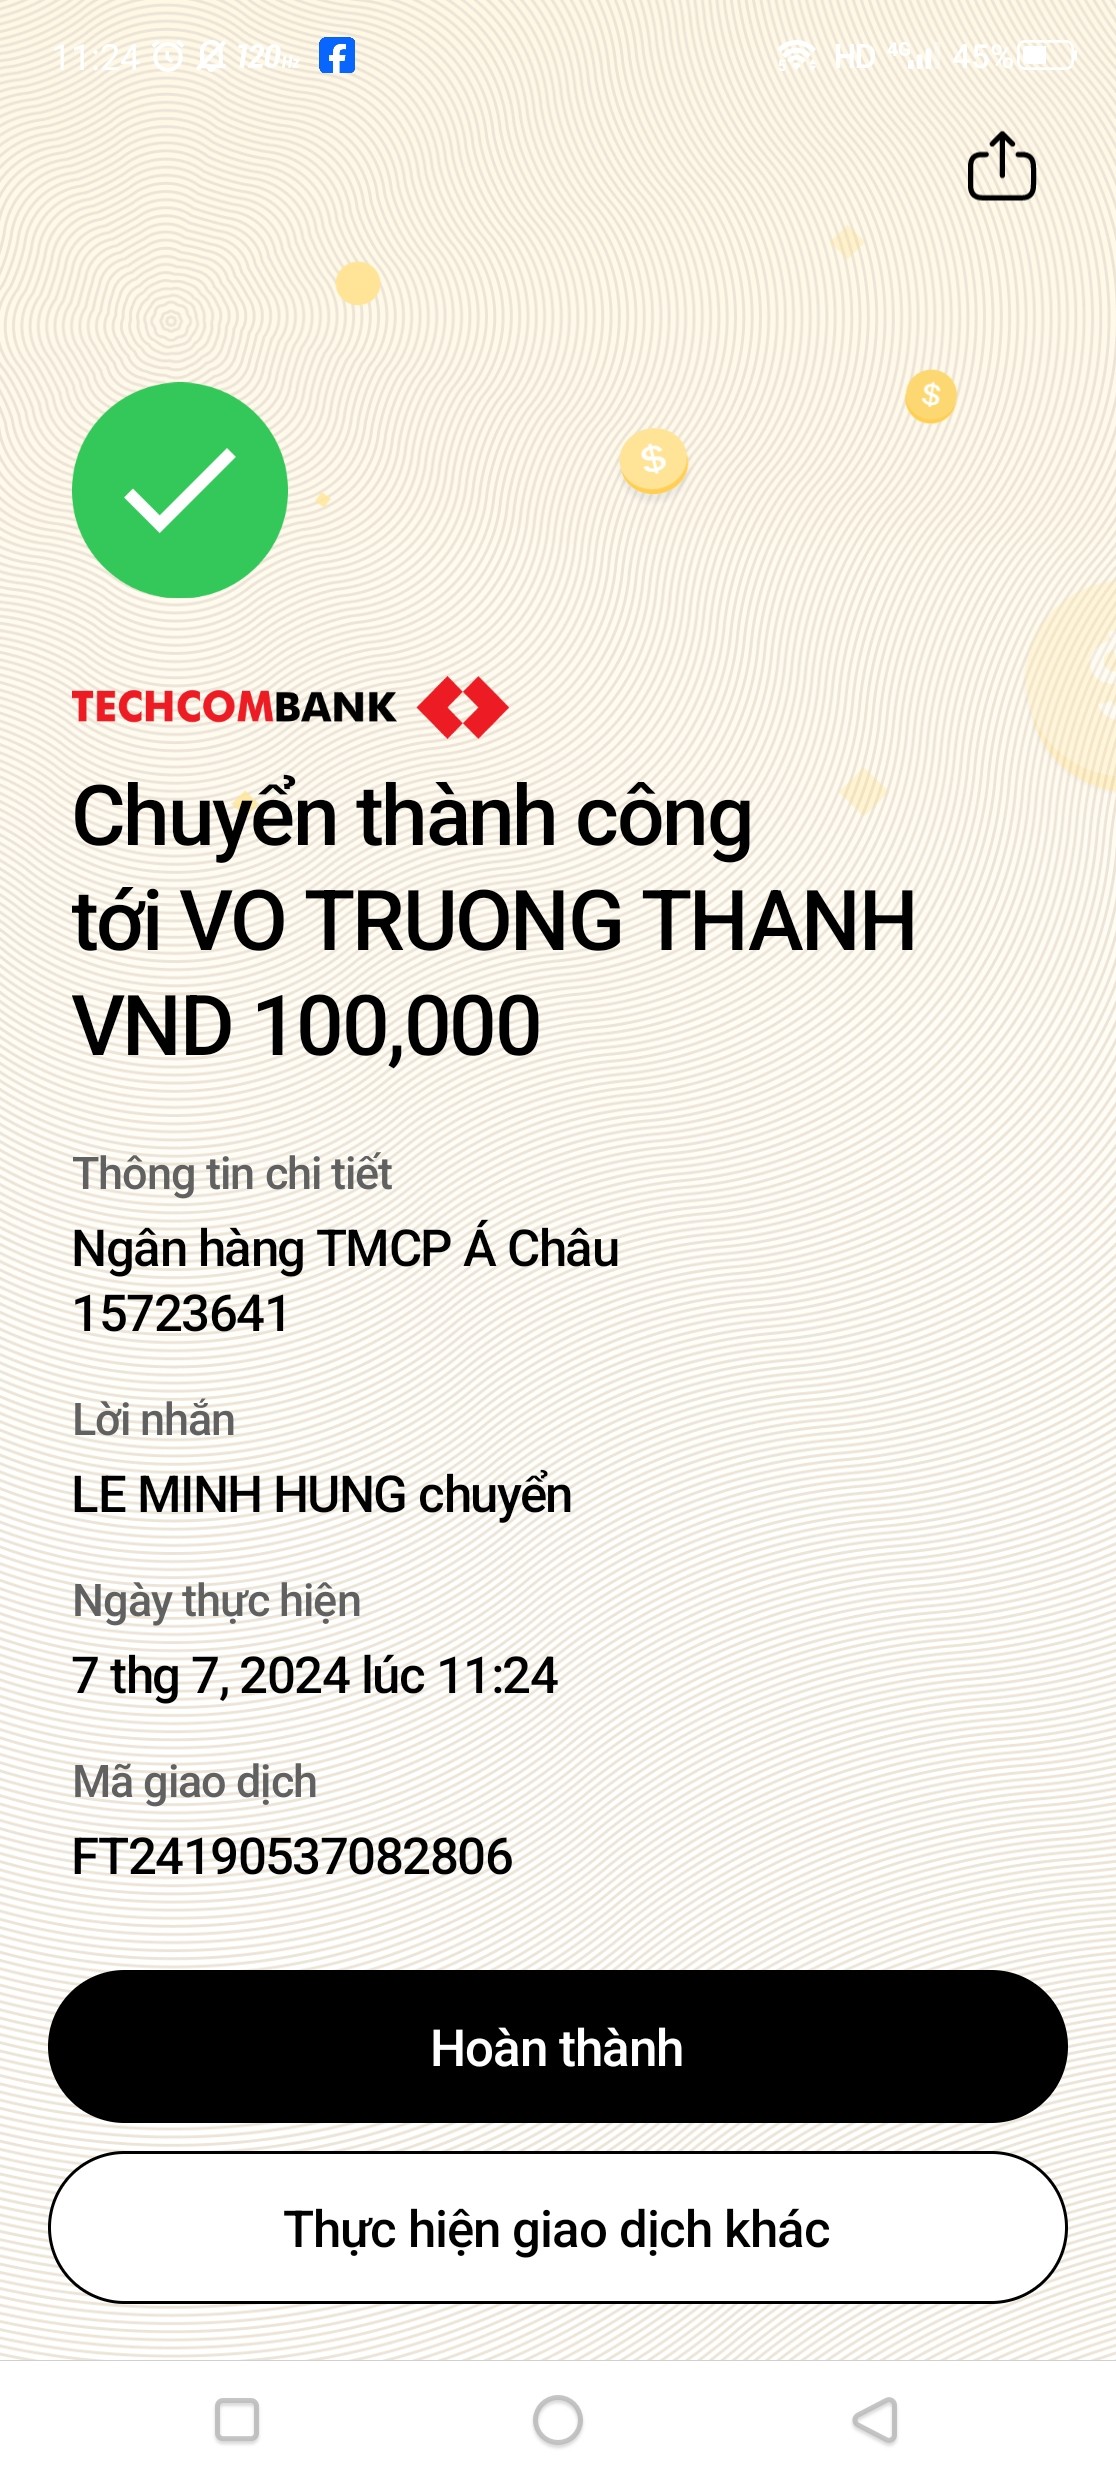 11:24 120Hz HD 4G 45%
TECHCOMBANK
Chuyển thành công
tới VO TRUONG THANH
VND 100,000
Thông tin chi tiết
Ngân hàng TMCP Á Châu
15723641
Lời nhắn
LE MINH HUNG chuyển
Ngày thực hiện
7 thg 7, 2024 lúc 11:24
Mã giao dịch
FT24190537082806
Hoàn thành
Thực hiện giao dịch khác